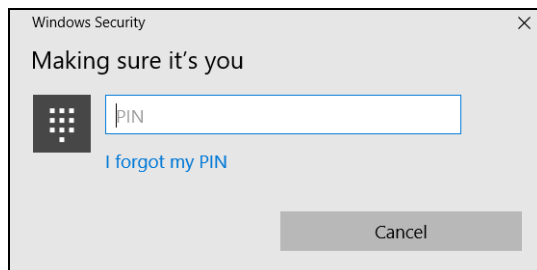 Windows Security
Making sure it's you
PIN
I forgot my PIN
Cancel